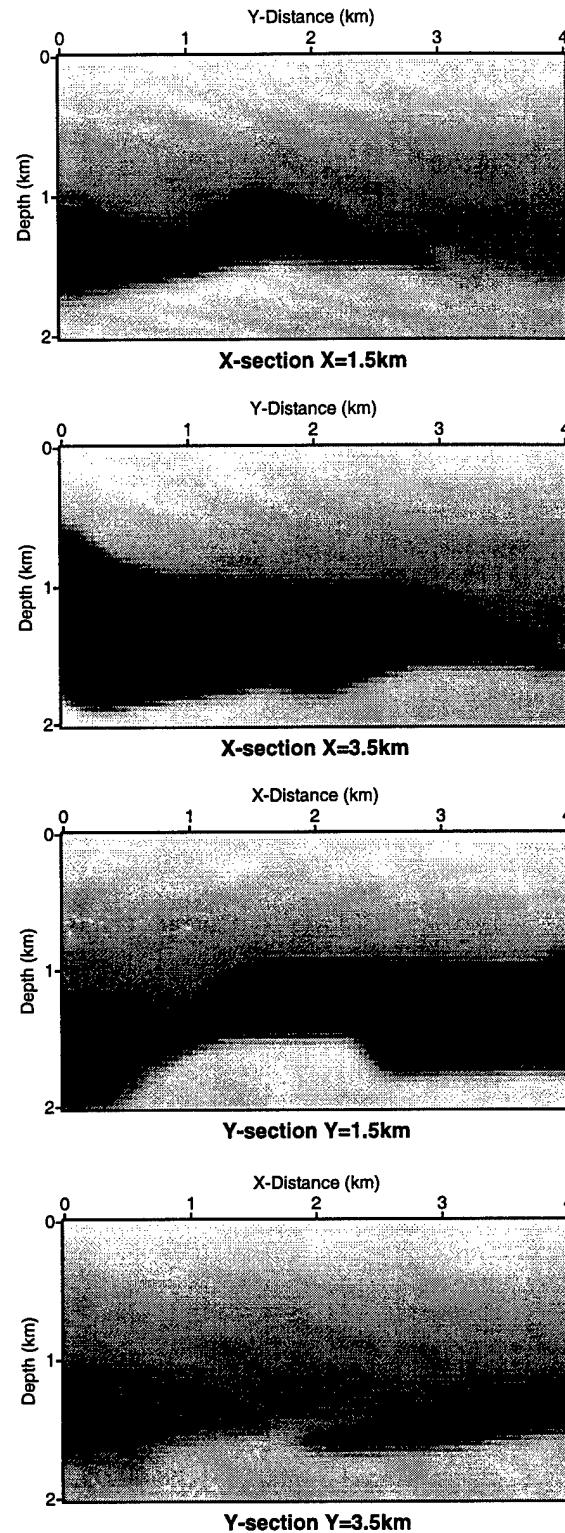 Y-Distance (km)
0 1 2 3 4
0
1
2
Depth (km)
X-section X=1.5km
Y-Distance (km)
0 1 2 3 4
0
1
2
Depth (km)
X-section X=3.5km
X-Distance (km)
0 1 2 3 4
0
1
2
Depth (km)
Y-section Y=1.5km
X-Distance (km)
0 1 2 3 4
0
1
2
Depth (km)
Y-section Y=3.5km